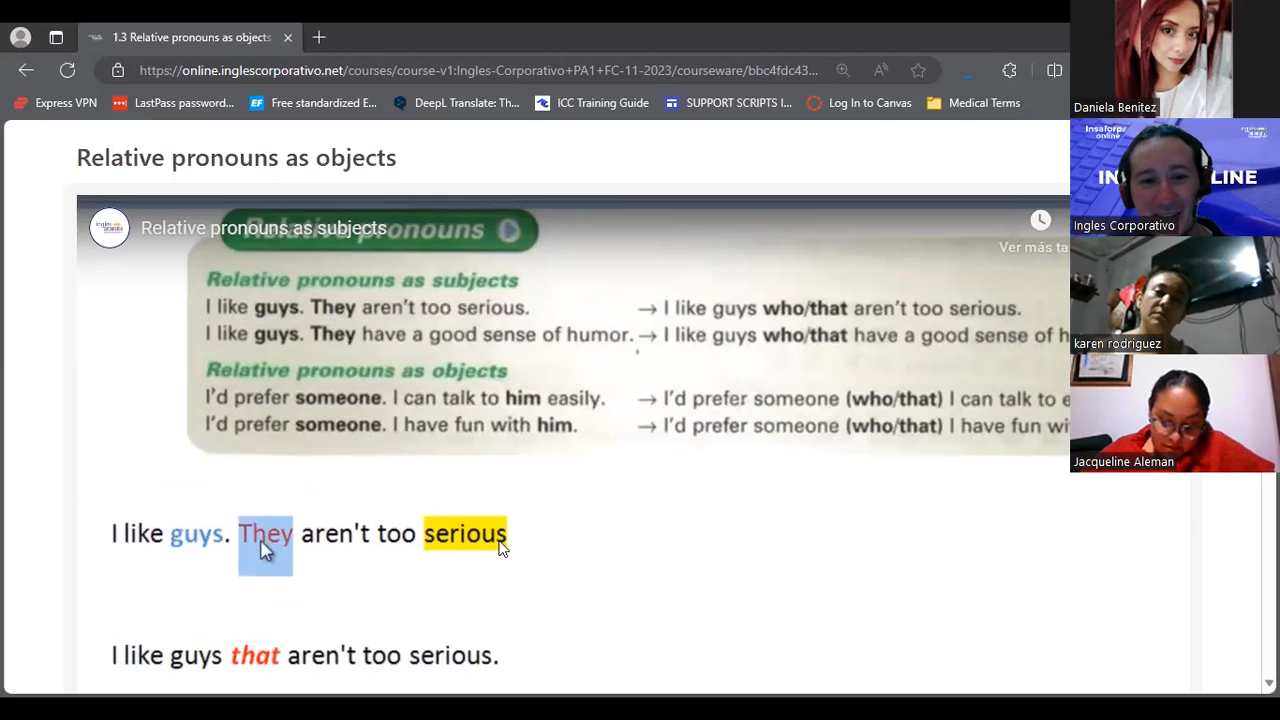 1.3 Relative pronouns as objects
https://online.inglescorporativo.net/courses/course-v1:Ingles-Corporativo+PA1+FC-11-2023/courseware/bbc4fdc43...
Express VPN
LastPass password...
EF Free standardized E...
DeepL Translate: Th...
ICC Training Guide
SUPPORT SCRIPTS I...
Log In to Canvas
Medical Terms
Relative pronouns as objects
Relative pronouns as subjects
Relative pronouns
Ver más ta
Relative pronouns as subjects
I like guys. They aren't too serious. → I like guys who/that aren't too serious.
I like guys. They have a good sense of humor. → I like guys who/that have a good sense of h
Relative pronouns as objects
I'd prefer someone. I can talk to him easily. → I'd prefer someone (who/that) I can talk to e
I'd prefer someone. I have fun with him. → I'd prefer someone (who/that) I have fun wi
I like guys. They aren't too serious
I like guys that aren't too serious.
Daniela Benitez
Insaforp
online
IN LINE
Ingles Corporativo
karen rodriguez
Jacqueline Aleman